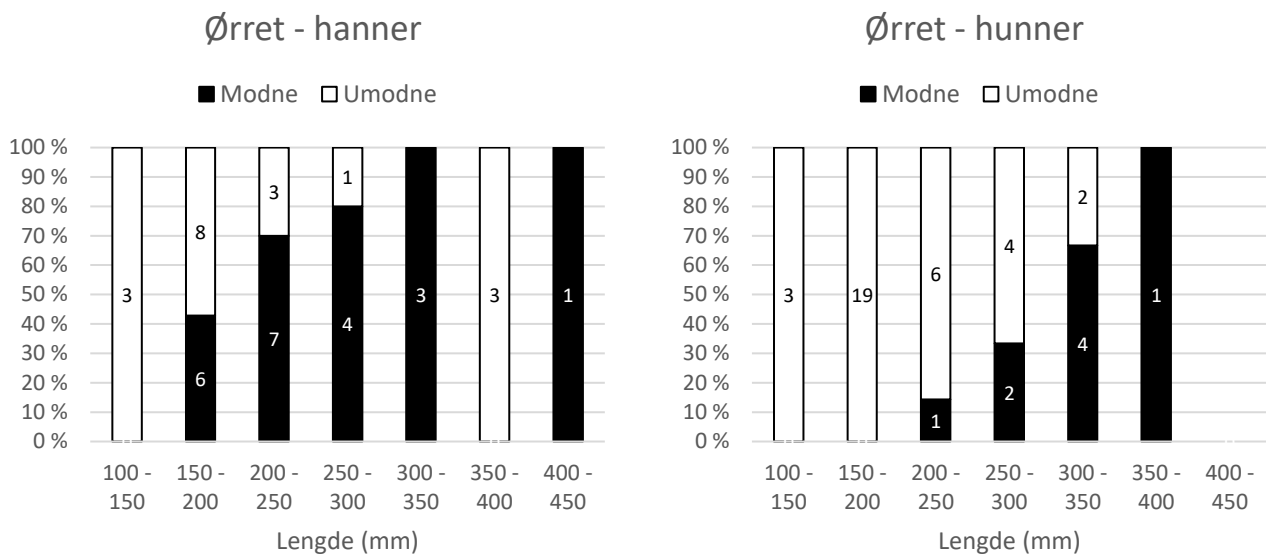 Ørret - hanner
Modne Umodne
100 %
90 %
80 %
70 %
60 %
50 %
40 %
30 %
20 %
10 %
0 %
3
6
8
7
3
4
1
3
3
1
100 - 150
150 - 200
200 - 250
250 - 300
300 - 350
350 - 400
400 - 450
Lengde (mm)
Ørret - hunner
Modne Umodne
100 %
90 %
80 %
70 %
60 %
50 %
40 %
30 %
20 %
10 %
0 %
3
19
1
6
2
4
4
2
1
100 - 150
150 - 200
200 - 250
250 - 300
300 - 350
350 - 400
400 - 450
Lengde (mm)